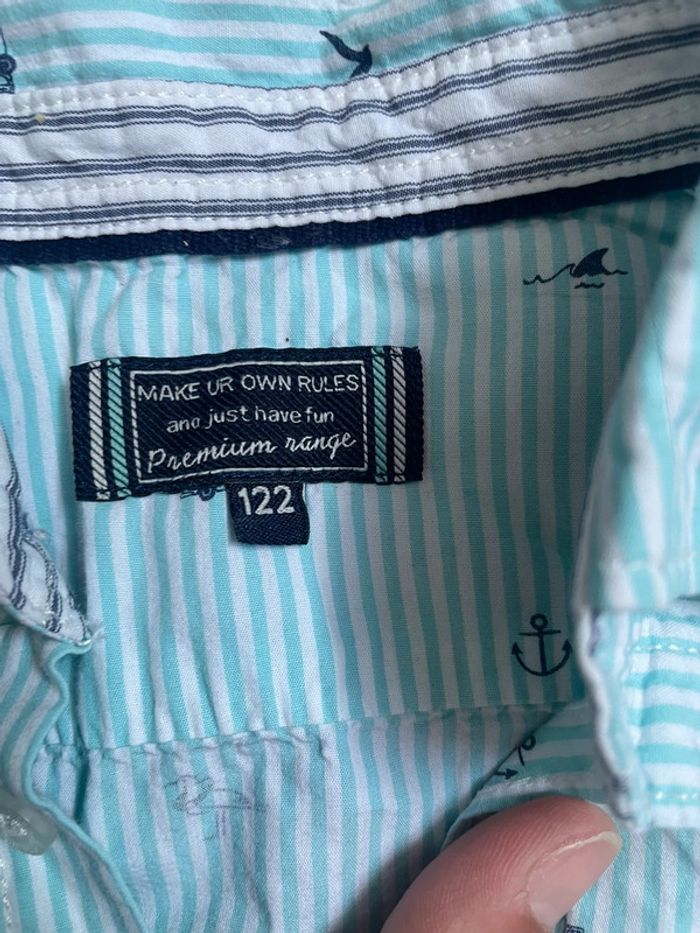 MAKE UR OWN RULES
and just have fun
Premium range
122